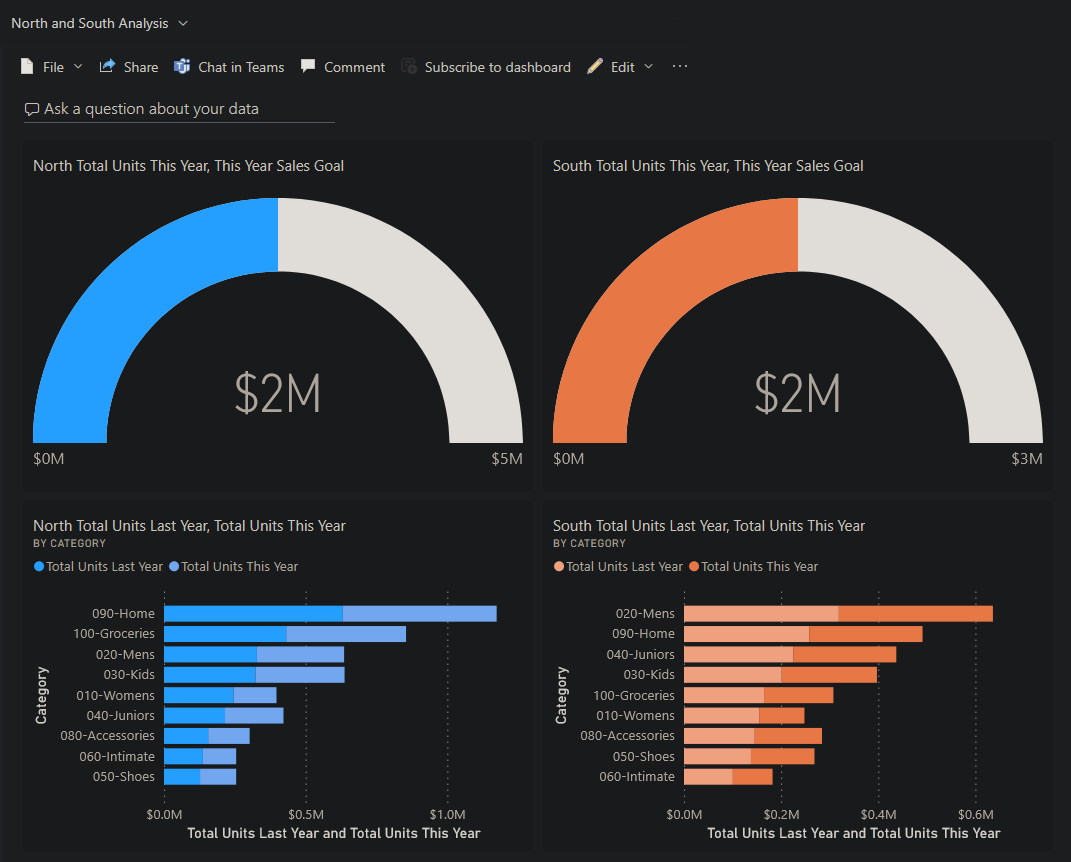 North and South Analysis
File Share Chat in Teams Comment Subscribe to dashboard Edit ...
Ask a question about your data
North Total Units This Year, This Year Sales Goal
$2M
$0M $5M
South Total Units This Year, This Year Sales Goal
$2M
$0M $3M
North Total Units Last Year, Total Units This Year
BY CATEGORY
Total Units Last Year Total Units This Year
Category
090-Home
100-Groceries
020-Mens
030-Kids
010-Womens
040-Juniors
080-Accessories
060-Intimate
050-Shoes
$0.0M $0.5M $1.0M
Total Units Last Year and Total Units This Year
South Total Units Last Year, Total Units This Year
BY CATEGORY
Total Units Last Year Total Units This Year
Category
020-Mens
090-Home
040-Juniors
030-Kids
100-Groceries
010-Womens
080-Accessories
050-Shoes
060-Intimate
$0.0M $0.2M $0.4M $0.6M
Total Units Last Year and Total Units This Year